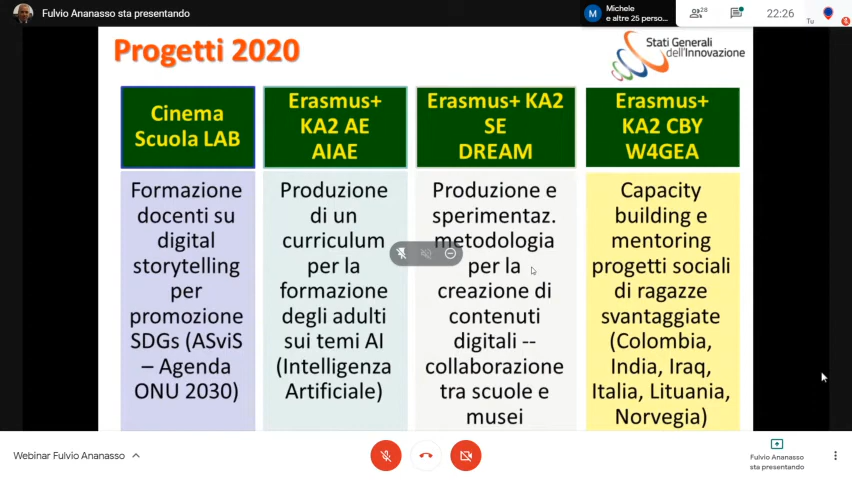 Fulvio Ananasso sta presentando
M
Michele
e altre 25 perso...
28
22:26
Tu
Progetti 2020
Stati Generali
dell'Innovazione
Cinema
Scuola LAB
Formazione
docenti su
digital
storytelling
per
promozione
SDGs (ASviS
– Agenda
ONU 2030)
Erasmus+
KA2 AE
AIAE
Produzione
di un
curriculum
per la
formazione
degli adulti
sui temi AI
(Intelligenza
Artificiale)
Erasmus+ KA2
SE
DREAM
Produzione e
sperimentaz.
metodologia
per la
creazione di
contenuti
digitali --
collaborazione
tra scuole e
musei
Erasmus+
KA2 CBY
W4GEA
Capacity
building e
mentoring
progetti sociali
di ragazze
svantaggiate
(Colombia,
India, Iraq,
Italia, Lituania,
Norvegia)
Webinar Fulvio Ananasso
Fulvio Ananasso
sta presentando